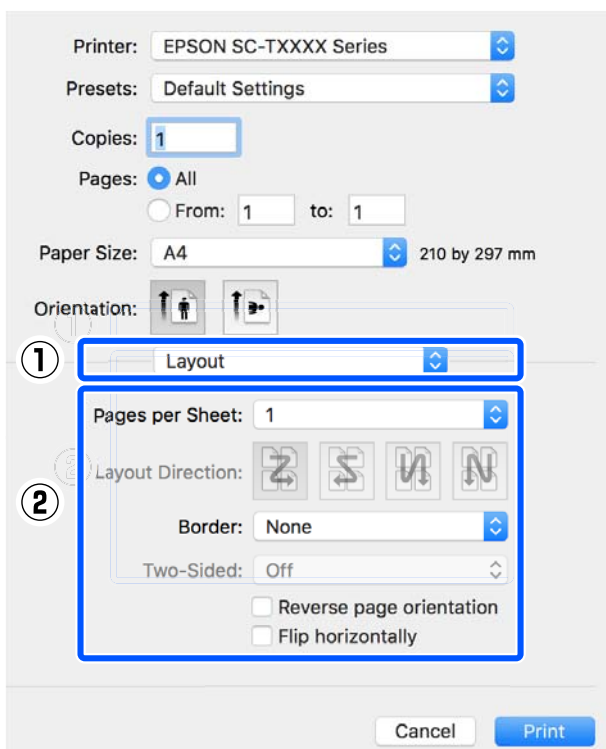 Printer: EPSON SC-TXXXX Series
Presets: Default Settings
Copies: 1
Pages: All
From: 1 to: 1
Paper Size: A4 210 by 297 mm
Orientation:
① Layout
Pages per Sheet: 1
Layout Direction:
②
Border: None
Two-Sided: Off
Reverse page orientation
Flip horizontally
Cancel Print